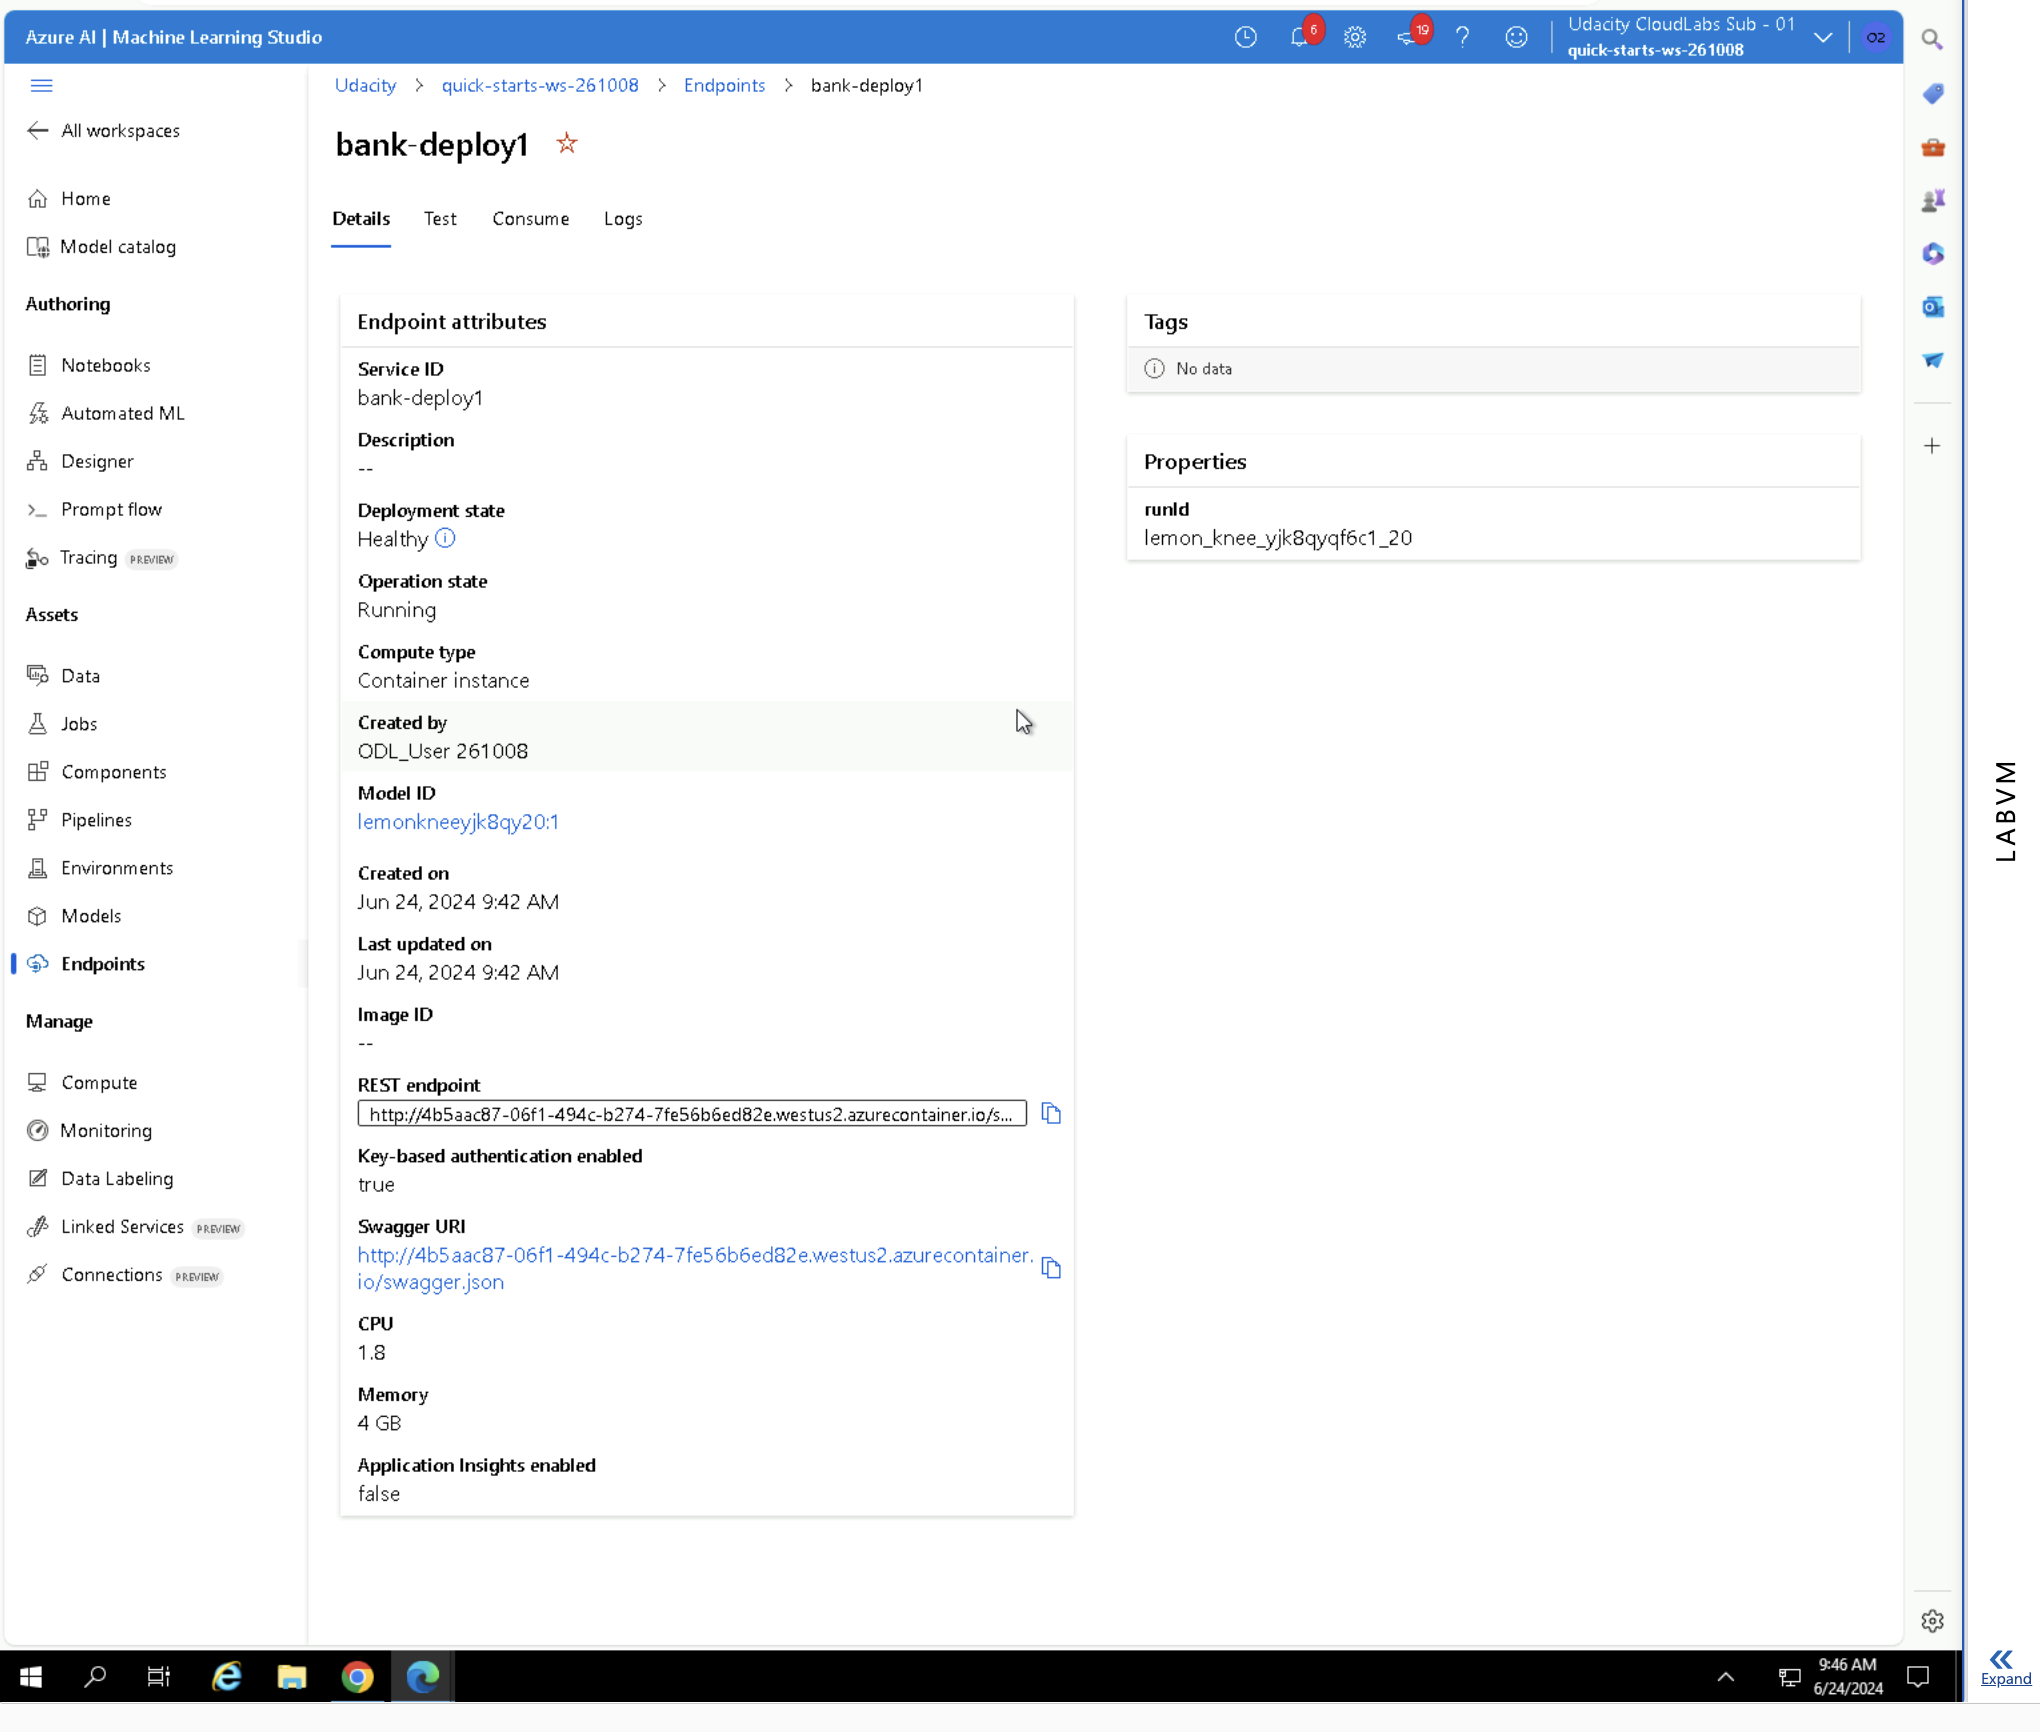 Azure AI | Machine Learning Studio
6
19
Udacity CloudLabs Sub - 01
quick-starts-ws-261008
O2
Udacity > quick-starts-ws-261008 > Endpoints > bank-deploy1
All workspaces
Home
Model catalog
Authoring
Notebooks
Automated ML
Designer
Prompt flow
Tracing PREVIEW
Assets
Data
Jobs
Components
Pipelines
Environments
Models
Endpoints
Manage
Compute
Monitoring
Data Labeling
Linked Services PREVIEW
Connections PREVIEW
bank-deploy1
Details Test Consume Logs
Endpoint attributes
Service ID
bank-deploy1
Description
--
Deployment state
Healthy
Operation state
Running
Compute type
Container instance
Created by
ODL_User 261008
Model ID
lemonkneeyjk8qy20:1
Created on
Jun 24, 2024 9:42 AM
Last updated on
Jun 24, 2024 9:42 AM
Image ID
--
REST endpoint
http://4b5aac87-06f1-494c-b274-7fe56b6ed82e.westus2.azurecontainer.io/s...
Key-based authentication enabled
true
Swagger URI
http://4b5aac87-06f1-494c-b274-7fe56b6ed82e.westus2.azurecontainer.
io/swagger.json
CPU
1.8
Memory
4 GB
Application Insights enabled
false
Tags
No data
Properties
runId
lemon_knee_yjk8qyqf6c1_20
LABVM
9:46 AM
6/24/2024
Expand